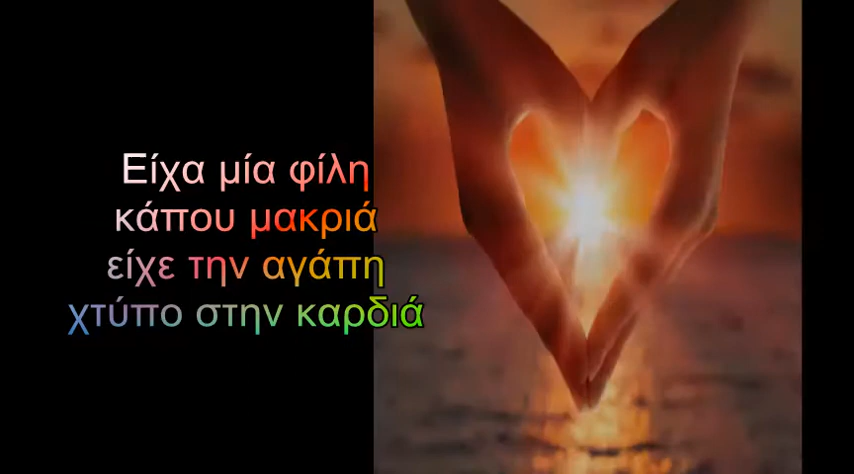 Είχα μία φίλη
κάπου μακριά
είχε την αγάπη
χτύπο στην καρδιά